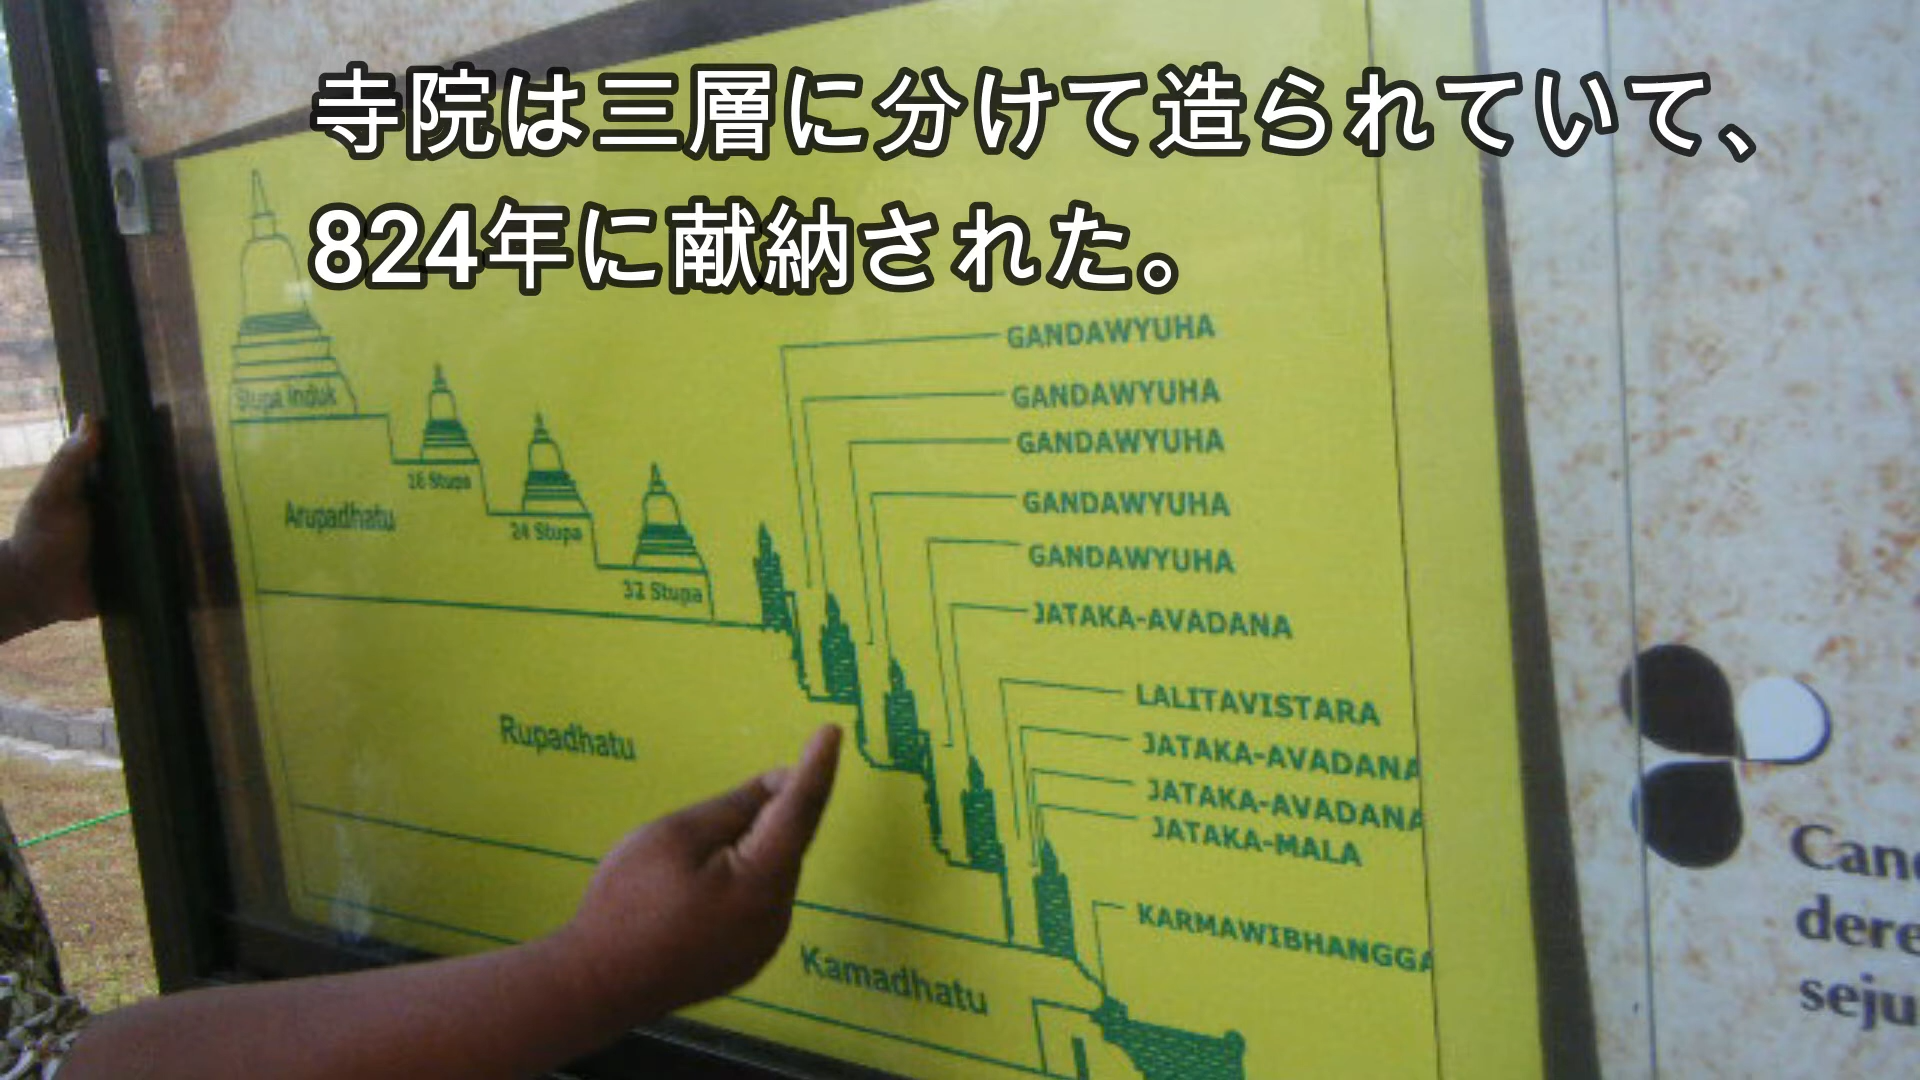 寺院は三層に分けて造られていて、
824年に献納された。
GANDAWYUHA
GANDAWYUHA
GANDAWYUHA
GANDAWYUHA
GANDAWYUHA
JATAKA-AVADANA
LALITAVISTARA
JATAKA-AVADANA
JATAKA-AVADANA
JATAKA-MALA
KARMAWIBHANGGA
Stupa Induk
16 Stupa
24 Stupa
32 Stupa
Arupadhatu
Rupadhatu
Kamadhatu
Can
dere
seju